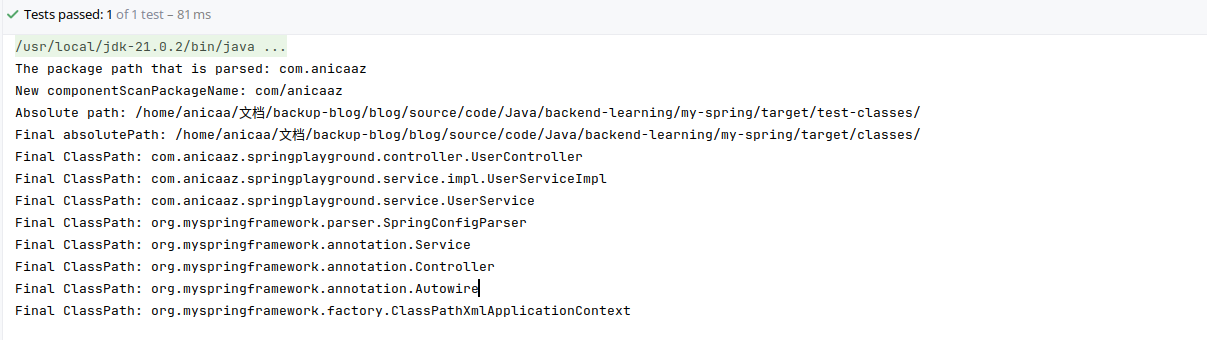 Tests passed: 1 of 1 test – 81 ms
/usr/local/jdk-21.0.2/bin/java ...
The package path that is parsed: com.anicaaz
New componentScanPackageName: com/anicaaz
Absolute path: /home/anicaa/文档/backup-blog/blog/source/code/Java/backend-learning/my-spring/target/test-classes/
Final absolutePath: /home/anicaa/文档/backup-blog/blog/source/code/Java/backend-learning/my-spring/target/classes/
Final ClassPath: com.anicaaz.springplayground.controller.UserController
Final ClassPath: com.anicaaz.springplayground.service.impl.UserServiceImpl
Final ClassPath: com.anicaaz.springplayground.service.UserService
Final ClassPath: org.myspringframework.parser.SpringConfigParser
Final ClassPath: org.myspringframework.annotation.Service
Final ClassPath: org.myspringframework.annotation.Controller
Final ClassPath: org.myspringframework.annotation.Autowire
Final ClassPath: org.myspringframework.factory.ClassPathXmlApplicationContext